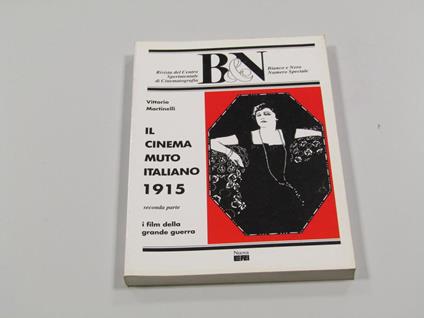 B&N
Rivista del Centro
Sperimentale
di Cinematografia
Bianco e Nero
Numero Speciale
Vittorio
Martinelli
IL
CINEMA
MUTO
ITALIANO
1915
seconda parte
i film della
grande guerra
Nuova
ERI